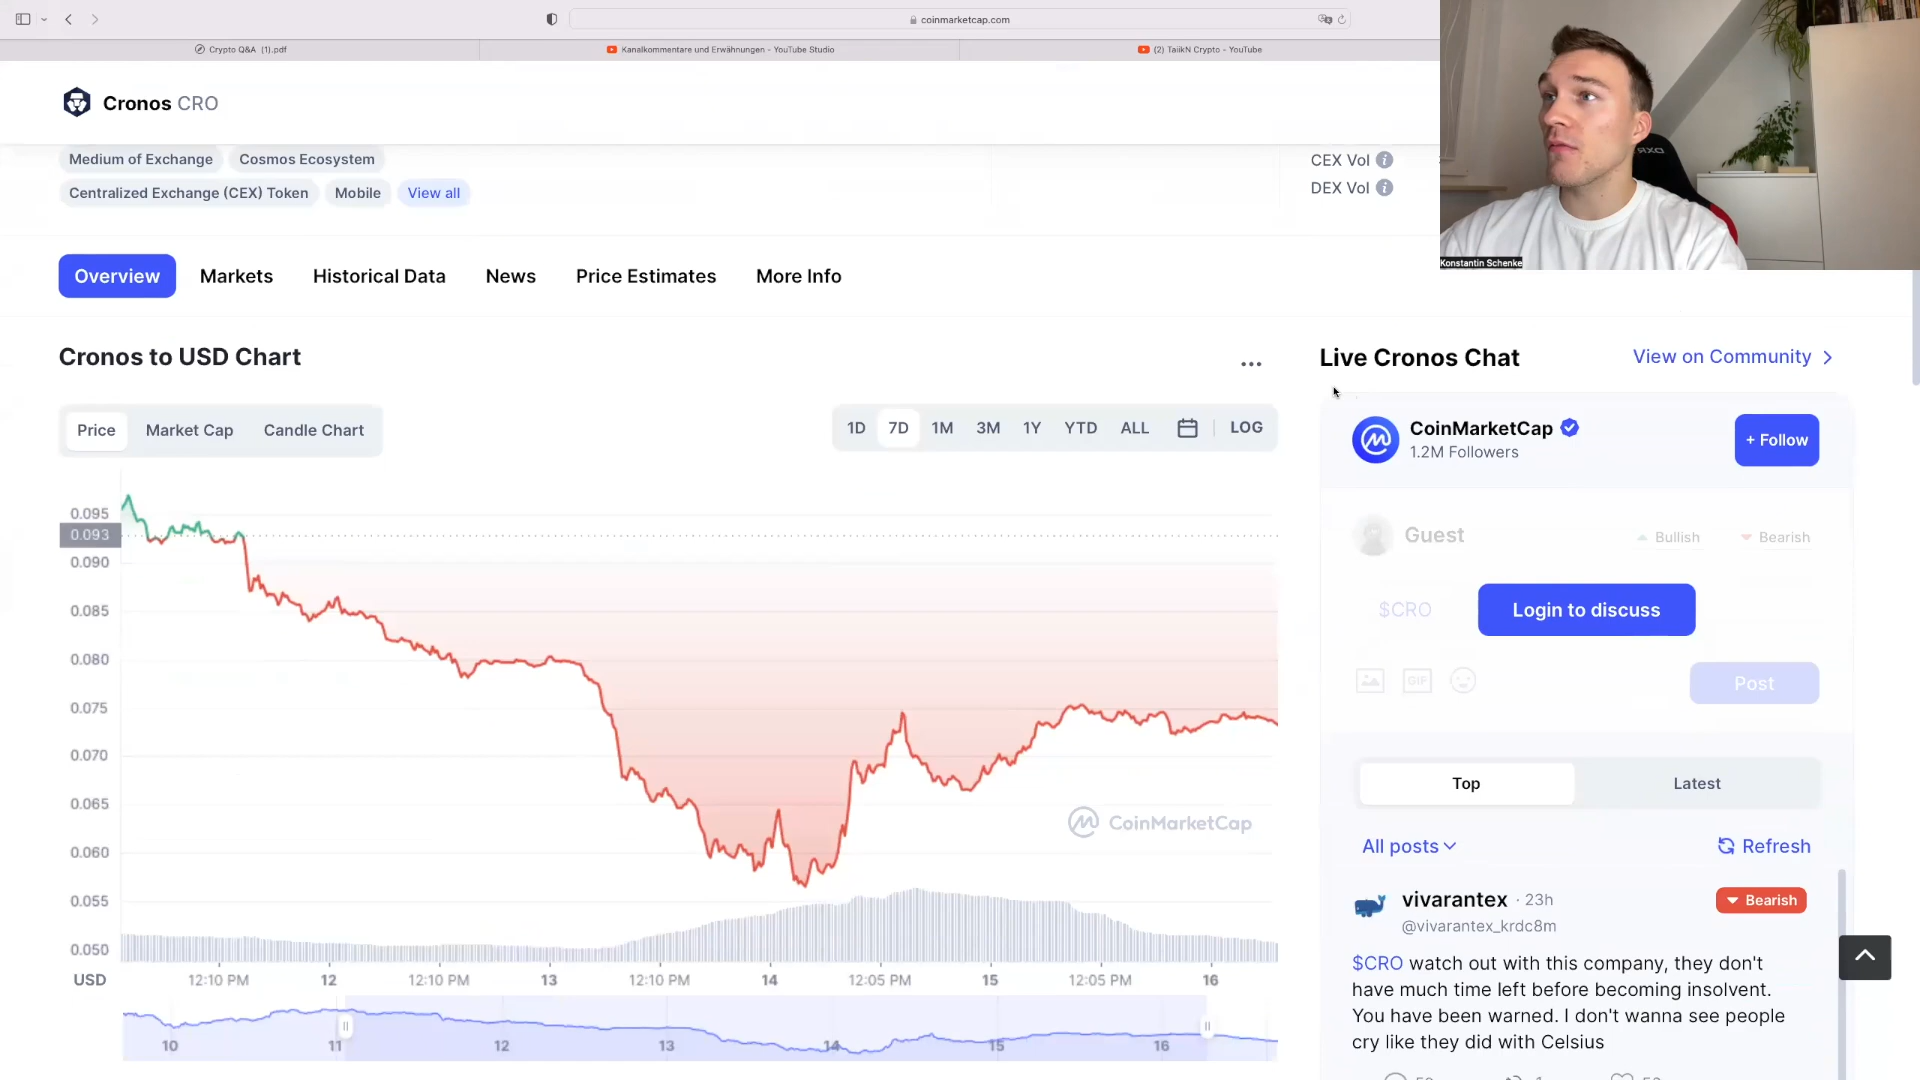 coinmarketcap.com
Crypto Q&A (1).pdf
Kanalkommentare und Erwähnungen - YouTube Studio
(2) TaiikN Crypto - YouTube
Cronos CRO
Medium of Exchange
Cosmos Ecosystem
Centralized Exchange (CEX) Token
Mobile
View all
CEX Vol
DEX Vol
DXR
Konstantin Schenke
Overview
Markets
Historical Data
News
Price Estimates
More Info
Cronos to USD Chart
Price
Market Cap
Candle Chart
1D
7D
1M
3M
1Y
YTD
ALL
LOG
0.095
0.093
0.090
0.085
0.080
0.075
0.070
0.065
0.060
0.055
0.050
USD
CoinMarketCap
12:10 PM
12
12:10 PM
13
12:10 PM
14
12:05 PM
15
12:05 PM
16
10
11
12
13
14
15
16
Live Cronos Chat
View on Community
CoinMarketCap
1.2M Followers
+ Follow
Guest
Bullish
Bearish
$CRO
Login to discuss
GIF
Post
Top
Latest
All posts
Refresh
vivarantex · 23h
Bearish
@vivarantex_krdc8m
$CRO watch out with this company, they don't
have much time left before becoming insolvent.
You have been warned. I don't wanna see people
cry like they did with Celsius